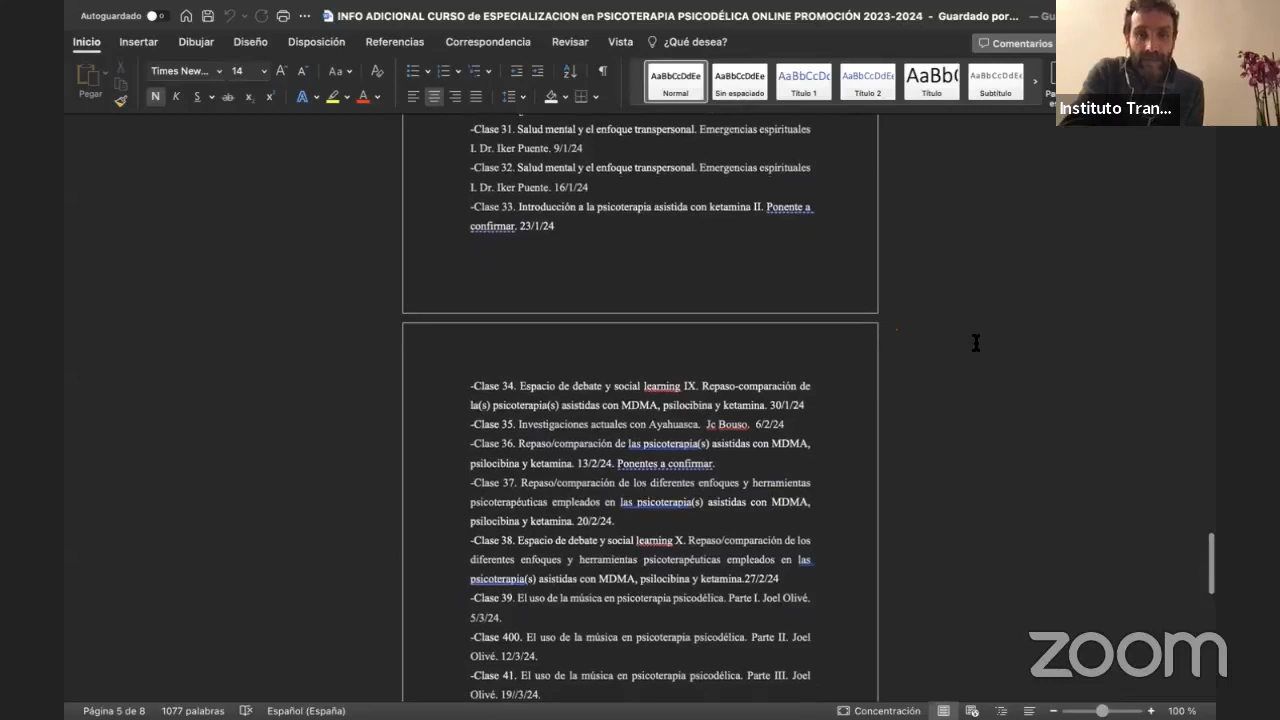 Autoguardado
INFO ADICIONAL CURSO de ESPECIALIZACION en PSICOTERAPIA PSICODÉLICA ONLINE PROMOCIÓN 2023-2024 - Guardado por...
Inicio Insertar Dibujar Diseño Disposición Referencias Correspondencia Revisar Vista ¿Qué desea? Comentarios
Pegar
Times New... 14
N K S
AaBbCcDdEe AaBbCcDdEe AaBbCcDc AaBbCcDdEe AaBb( AaBbCcDdEe
Normal Sin espaciado Título 1 Título 2 Título Subtítulo
Instituto Tran...
-Clase 31. Salud mental y el enfoque transpersonal. Emergencias espirituales
I. Dr. Iker Puente. 9/1/24
-Clase 32. Salud mental y el enfoque transpersonal. Emergencias espirituales
I. Dr. Iker Puente. 16/1/24
-Clase 33. Introducción a la psicoterapia asistida con ketamina II. Ponente a
confirmar. 23/1/24
-Clase 34. Espacio de debate y social learning IX. Repaso-comparación de
la(s) psicoterapia(s) asistidas con MDMA, psilocibina y ketamina. 30/1/24
-Clase 35. Investigaciones actuales con Ayahuasca. Jc Bouso. 6/2/24
-Clase 36. Repaso/comparación de las psicoterapia(s) asistidas con MDMA,
psilocibina y ketamina. 13/2/24. Ponentes a confirmar.
-Clase 37. Repaso/comparación de los diferentes enfoques y herramientas
psicoterapéuticas empleados en las psicoterapia(s) asistidas con MDMA,
psilocibina y ketamina. 20/2/24.
-Clase 38. Espacio de debate y social learning X. Repaso/comparación de los
diferentes enfoques y herramientas psicoterapéuticas empleados en las
psicoterapia(s) asistidas con MDMA, psilocibina y ketamina.27/2/24
-Clase 39. El uso de la música en psicoterapia psicodélica. Parte I. Joel Olivé.
5/3/24.
-Clase 400. El uso de la música en psicoterapia psicodélica. Parte II. Joel
Olivé. 12/3/24.
-Clase 41. El uso de la música en psicoterapia psicodélica. Parte III. Joel
Olivé. 19//3/24.
zoom
Página 5 de 8 1077 palabras Español (España) Concentración 100 %